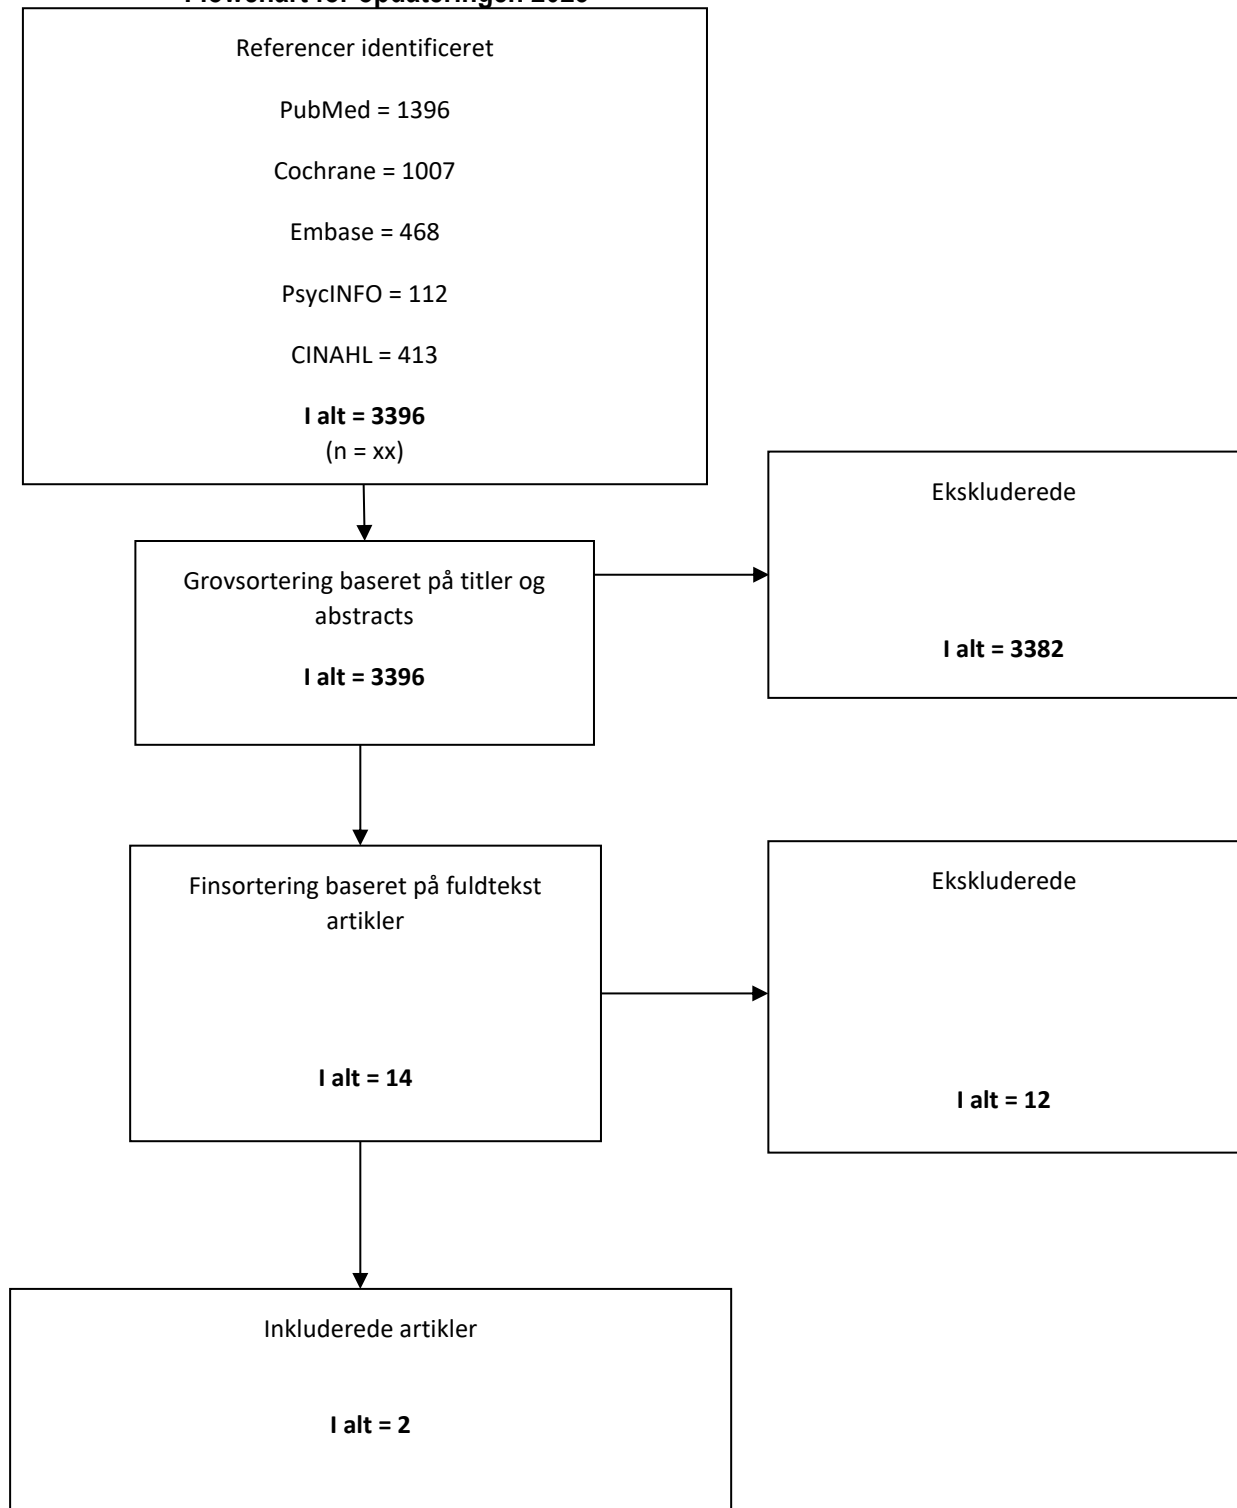 Referencer identificeret
PubMed = 1396
Cochrane = 1007
Embase = 468
PsycINFO = 112
CINAHL = 413
I alt = 3396
(n = xx)
Ekskluderede
I alt = 3382
Grovsortering baseret på titler og
abstracts
I alt = 3396
Finsortering baseret på fuldtekst
artikler
I alt = 14
Ekskluderede
I alt = 12
Inkluderede artikler
I alt = 2